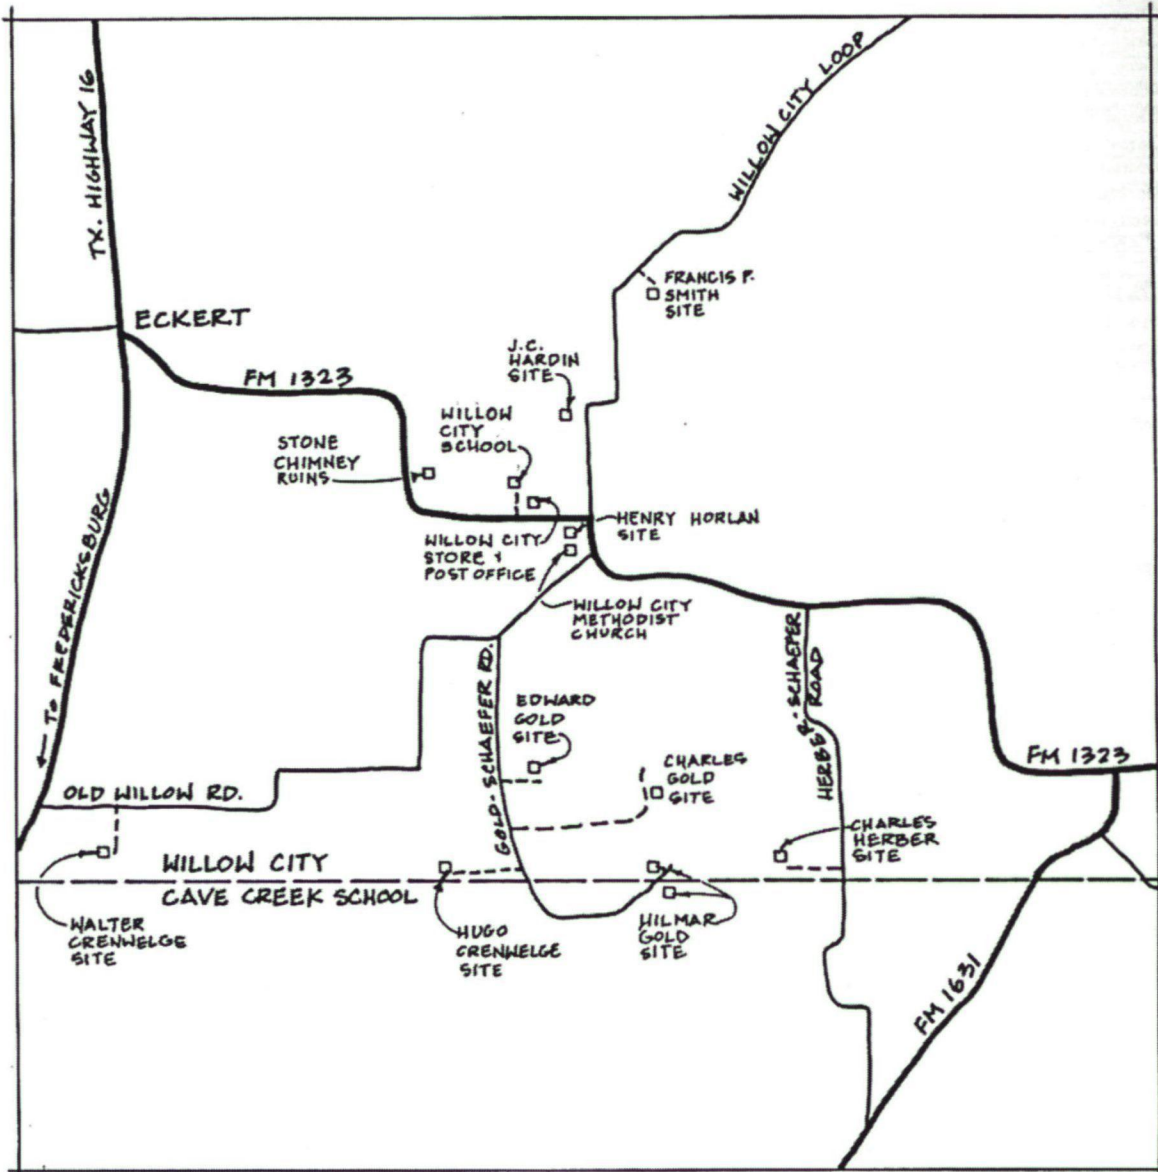 WILLOW CITY LOOP
TX. HIGHWAY 16
FRANCIS P.
SMITH
SITE
ECKERT
J.C.
HARDIN
SITE
FM 1323
WILLOW
CITY
SCHOOL
STONE
CHIMNEY
RUINS
HENRY HORLAN
SITE
WILLOW CITY
STORE &
POST OFFICE
TO FREDERICKSBURG
WILLOW CITY
METHODIST
CHURCH
GOLD-SCHAEFER RD.
HERBER-SCHAEFER
ROAD
EDWARD
GOLD
SITE
CHARLES
GOLD
SITE
FM 1323
OLD WILLOW RD.
CHARLES
HERBER
SITE
WILLOW CITY
CAVE CREEK SCHOOL
WALTER
GRENWELGE
SITE
HUGO
GRENWELGE
SITE
HILMAR
GOLD
SITE
FM 1631